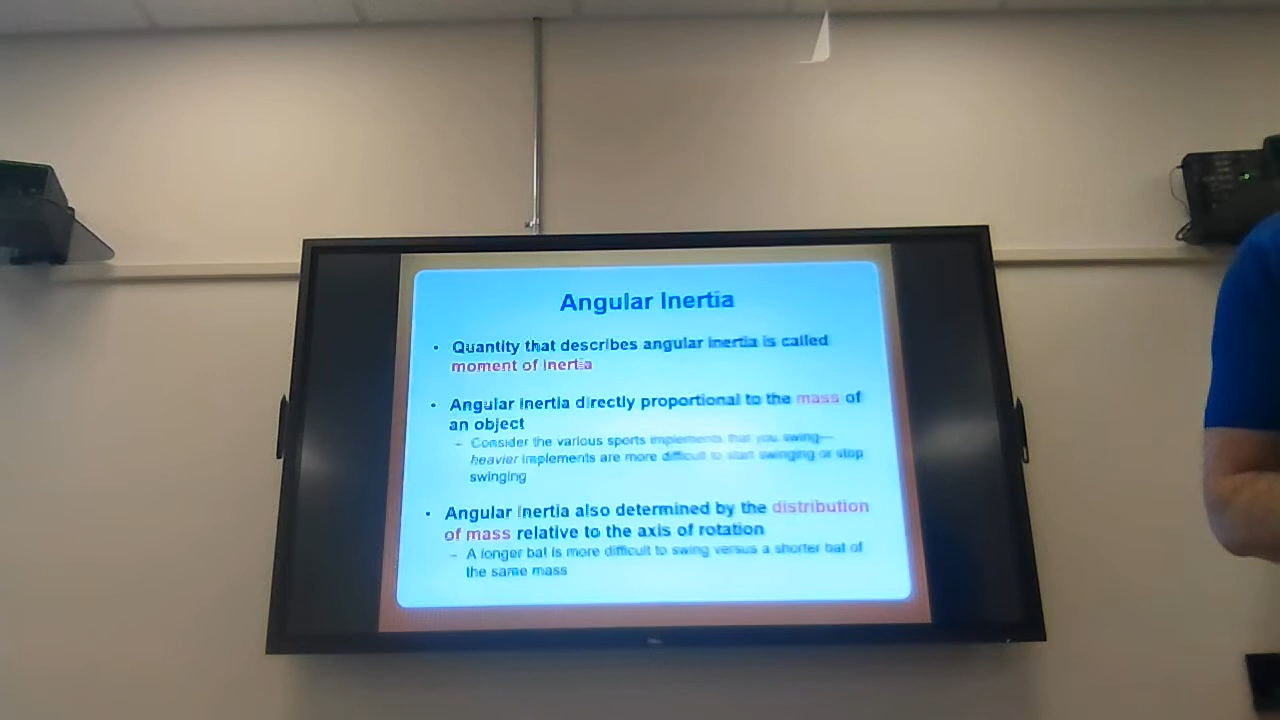 Angular Inertia
• Quantity that describes angular inertia is called
moment of inertia
• Angular inertia directly proportional to the mass of
an object
– Consider the various sports implements that you swing—
heavier implements are more difficult to start swinging or stop
swinging
• Angular Inertia also determined by the distribution
of mass relative to the axis of rotation
– A longer bat is more difficult to swing versus a shorter bat of
the same mass